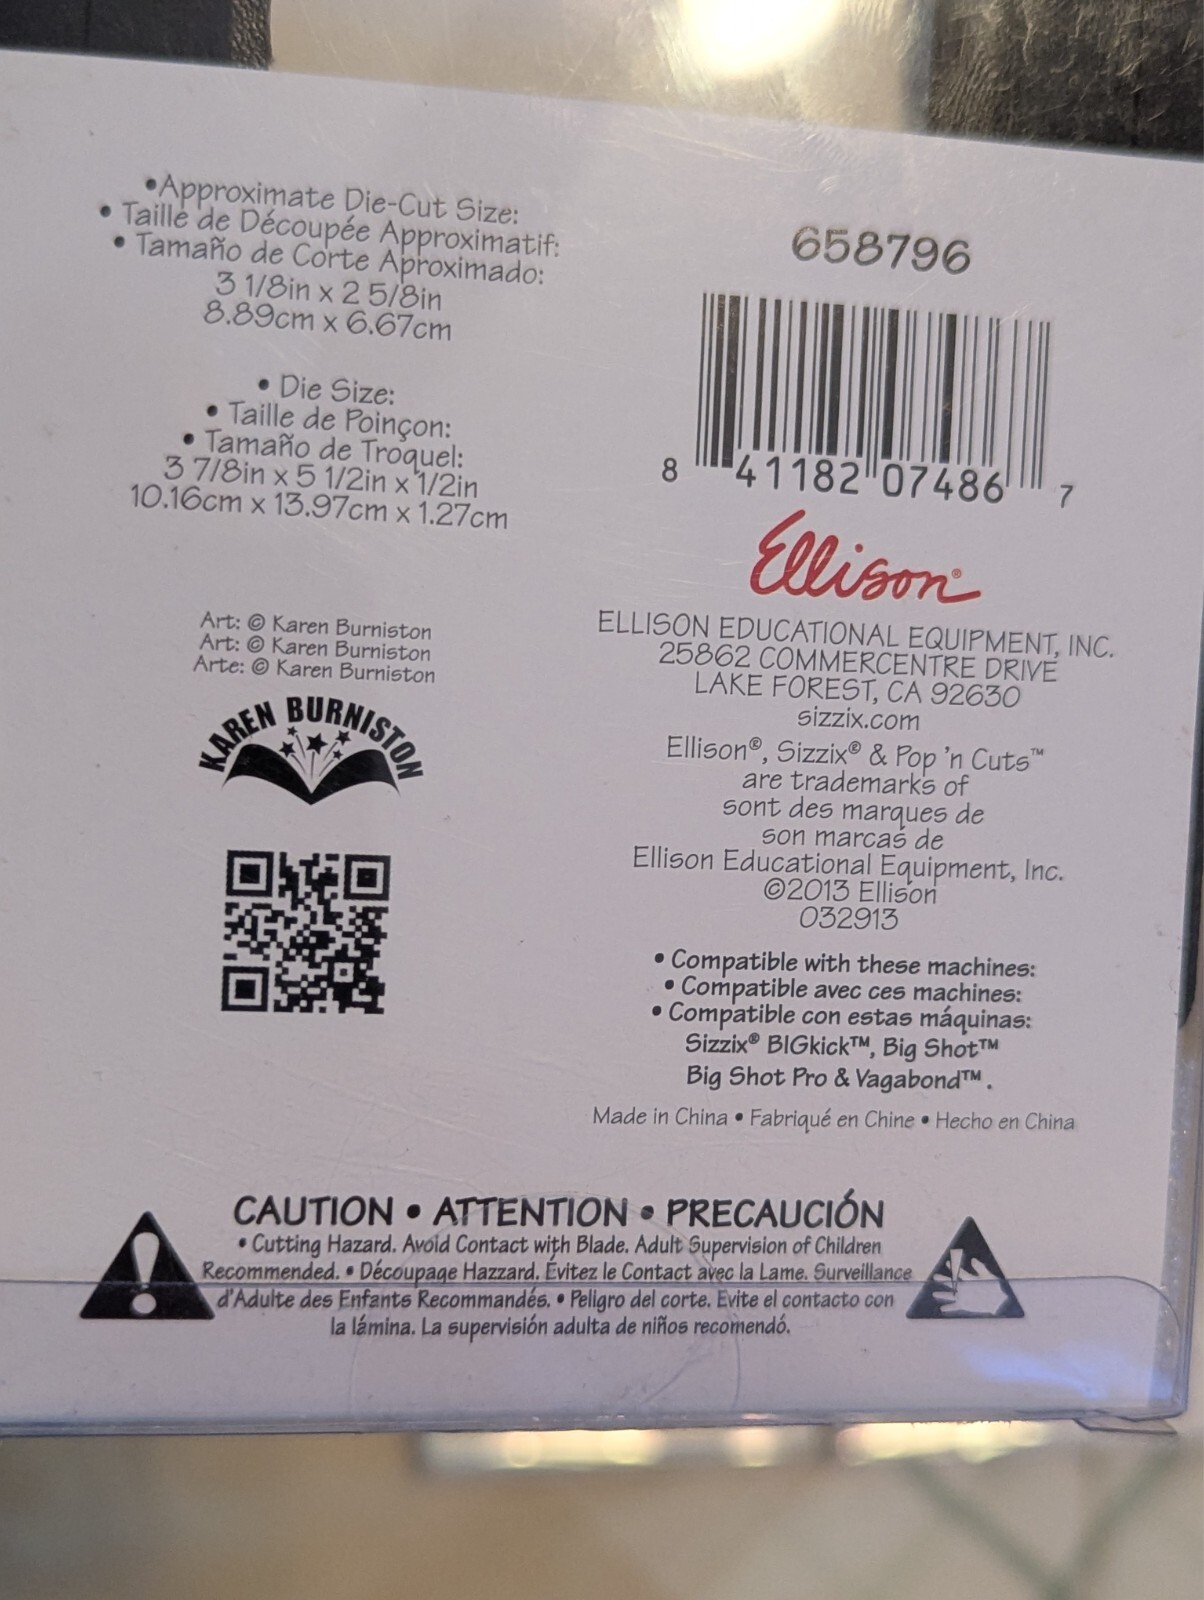 •Approximate Die-Cut Size:
• Taille de Découpée Approximatif:
• Tamaño de Corte Aproximado:
3 1/8in x 2 5/8in
8.89cm x 6.67cm
• Die Size:
• Taille de Poinçon:
• Tamaño de Troquel:
3 7/8in x 5 1/2in x 1/2in
10.16cm x 13.97cm x 1.27cm
Art: © Karen Burniston
Art: © Karen Burniston
Arte: © Karen Burniston
KAREN BURNISTON
658796
8 41182 07486 7
Ellison®
ELLISON EDUCATIONAL EQUIPMENT, INC.
25862 COMMERCENTRE DRIVE
LAKE FOREST, CA 92630
sizzix.com
Ellison®, Sizzix® & Pop 'n Cuts™
are trademarks of
sont des marques de
son marcas de
Ellison Educational Equipment, Inc.
©2013 Ellison
032913
• Compatible with these machines:
• Compatible avec ces machines:
• Compatible con estas máquinas:
Sizzix® BIGkick™, Big Shot™
Big Shot Pro & Vagabond™.
Made in China • Fabriqué en Chine • Hecho en China
CAUTION • ATTENTION • PRECAUCIÓN
• Cutting Hazard. Avoid Contact with Blade. Adult Supervision of Children
Recommended. • Découpage Hazzard. Évitez le Contact avec la Lame. Surveillance
d'Adulte des Enfants Recommandés. • Peligro del corte. Evite el contacto con
la lámina. La supervisión adulta de niños recomendó.